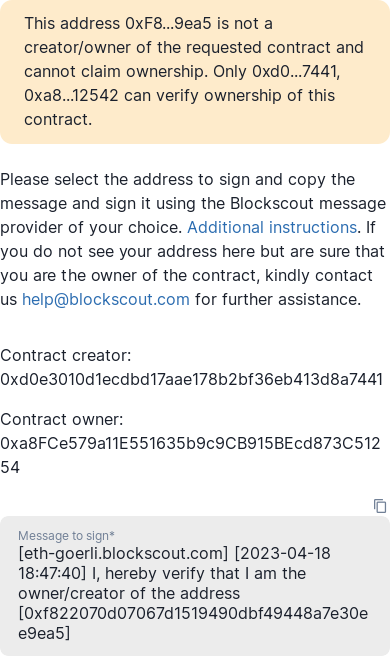 This address 0xF8...9ea5 is not a
creator/owner of the requested contract and
cannot claim ownership. Only 0xd0...7441,
0xa8...12542 can verify ownership of this
contract.
Please select the address to sign and copy the
message and sign it using the Blockscout message
provider of your choice. Additional instructions. If
you do not see your address here but are sure that
you are the owner of the contract, kindly contact
us help@blockscout.com for further assistance.
Contract creator:
0xd0e3010d1ecdbd17aae178b2bf36eb413d8a7441
Contract owner:
0xa8FCe579a11E551635b9c9CB915BEcd873C512
54
Message to sign*
[eth-goerli.blockscout.com] [2023-04-18
18:47:40] I, hereby verify that I am the
owner/creator of the address
[0xf822070d07067d1519490dbf49448a7e30e
e9ea5]